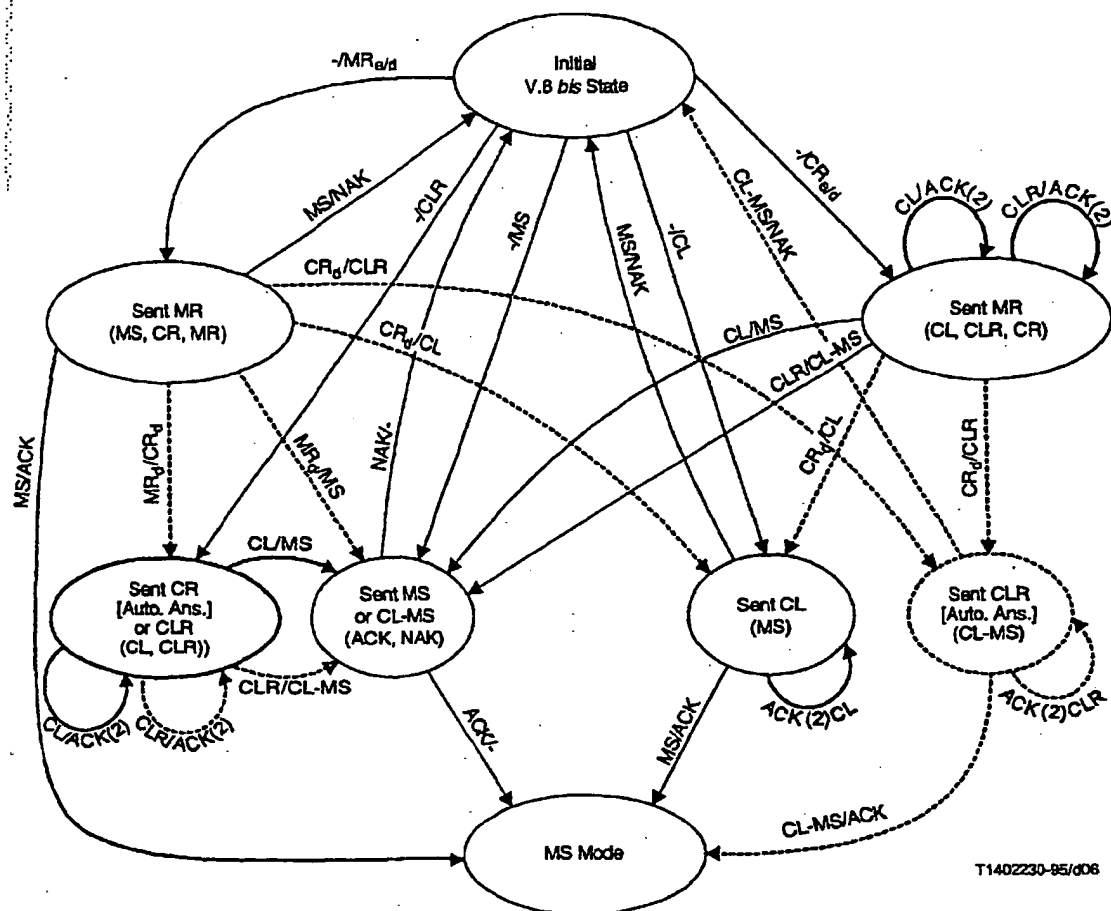 Initial
V.8 bis State
-/MRe/d
MS/NAK
-/CLR
-/MS
-/CL
MS/NAK
CL-MS/NAK
-/CRe/d
CL/ACK(2)
CLR/ACK(2)
Sent MR
(MS, CR, MR)
CRd/CLR
CRd/CL
Sent MR
(CL, CLR, CR)
CL/MS
CLR/CL-MS
MS/ACK
MRd/CRd
MRd/MS
NAK/-
CRd/CL
CRd/CLR
Sent CR
[Auto. Ans.]
or CLR
(CL, CLR))
CL/MS
CLR/CL-MS
CL/ACK(2)
CLR/ACK(2)
Sent MS
or CL-MS
(ACK, NAK)
Sent CL
(MS)
ACK(2)CL
Sent CLR
[Auto. Ans.]
(CL-MS)
ACK(2)CLR
ACK/-
MS/ACK
CL-MS/ACK
MS Mode
T1402230-95/d06